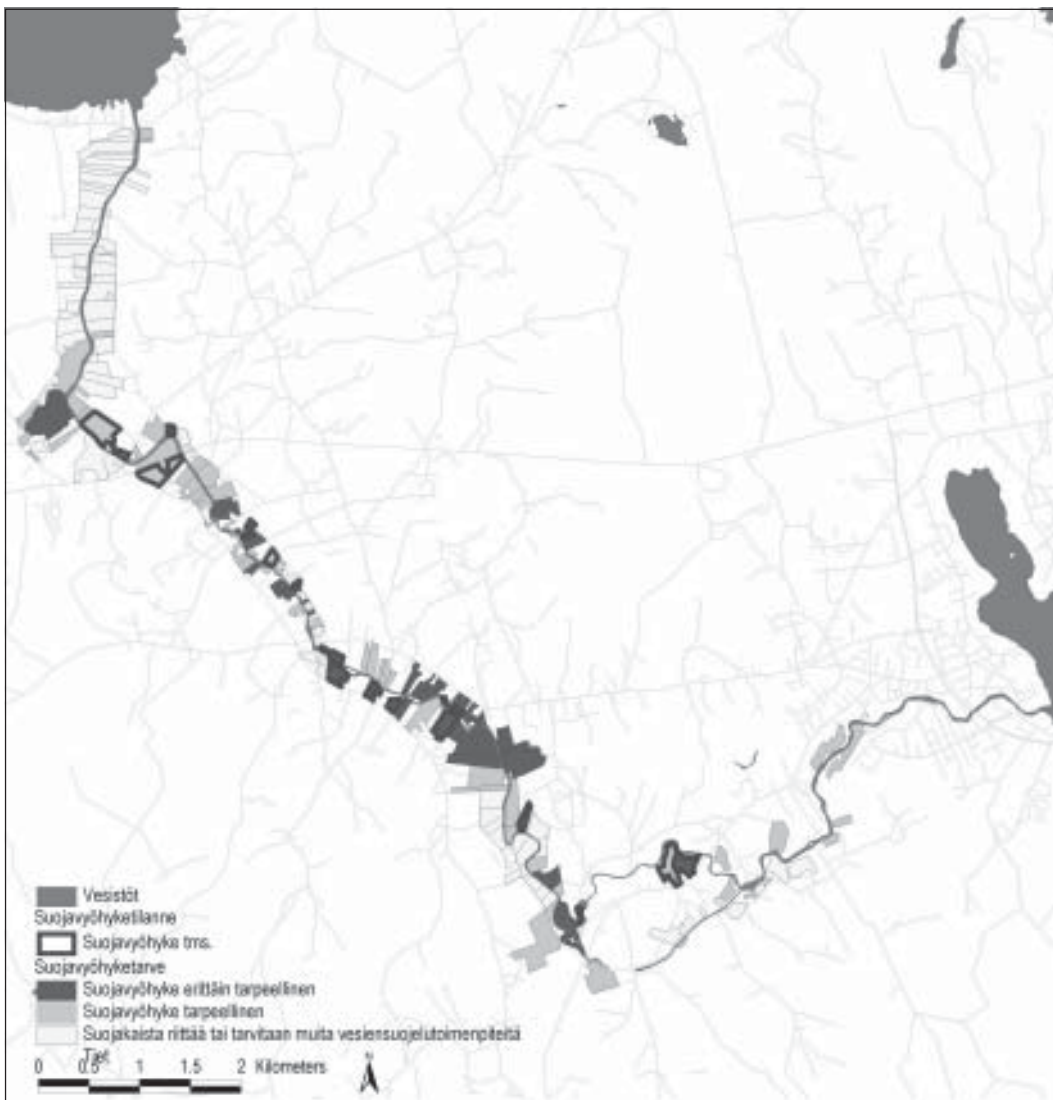 Vesistöt
Suojavyöhyketilanne
Suojavyöhyke tms.
Suojavyöhyketarve
Suojavyöhyke erittäin tarpeellinen
Suojavyöhyke tarpeellinen
Suojakaista riittää tai tarvitaan muita vesiensuojelutoimenpiteitä
Tiet
0 0.5 1 1.5 2 Kilometers
N